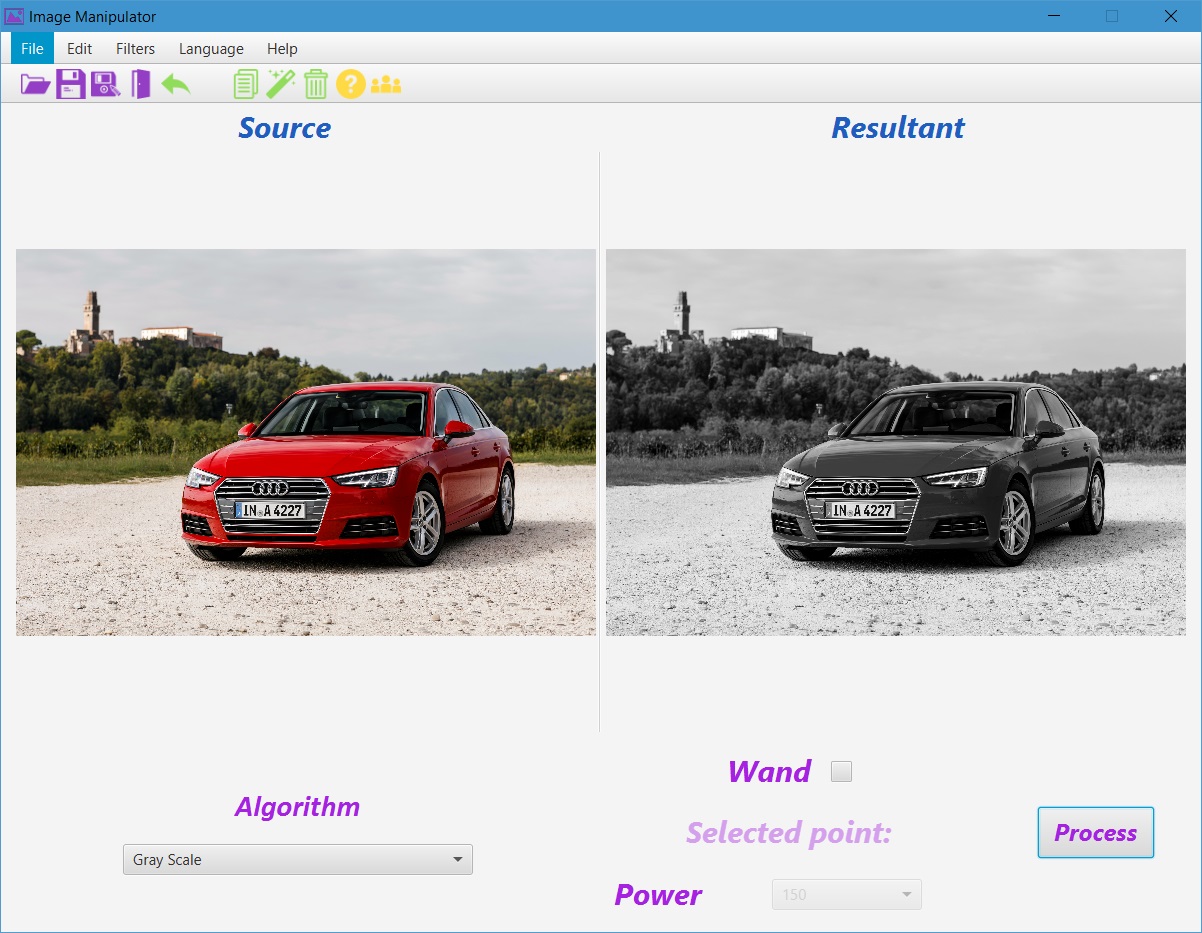 Image Manipulator
File Edit Filters Language Help
?
Source Resultant
IN A 4227 IN A 4227
Wand
Algorithm
Selected point:
Process
Gray Scale
Power 150